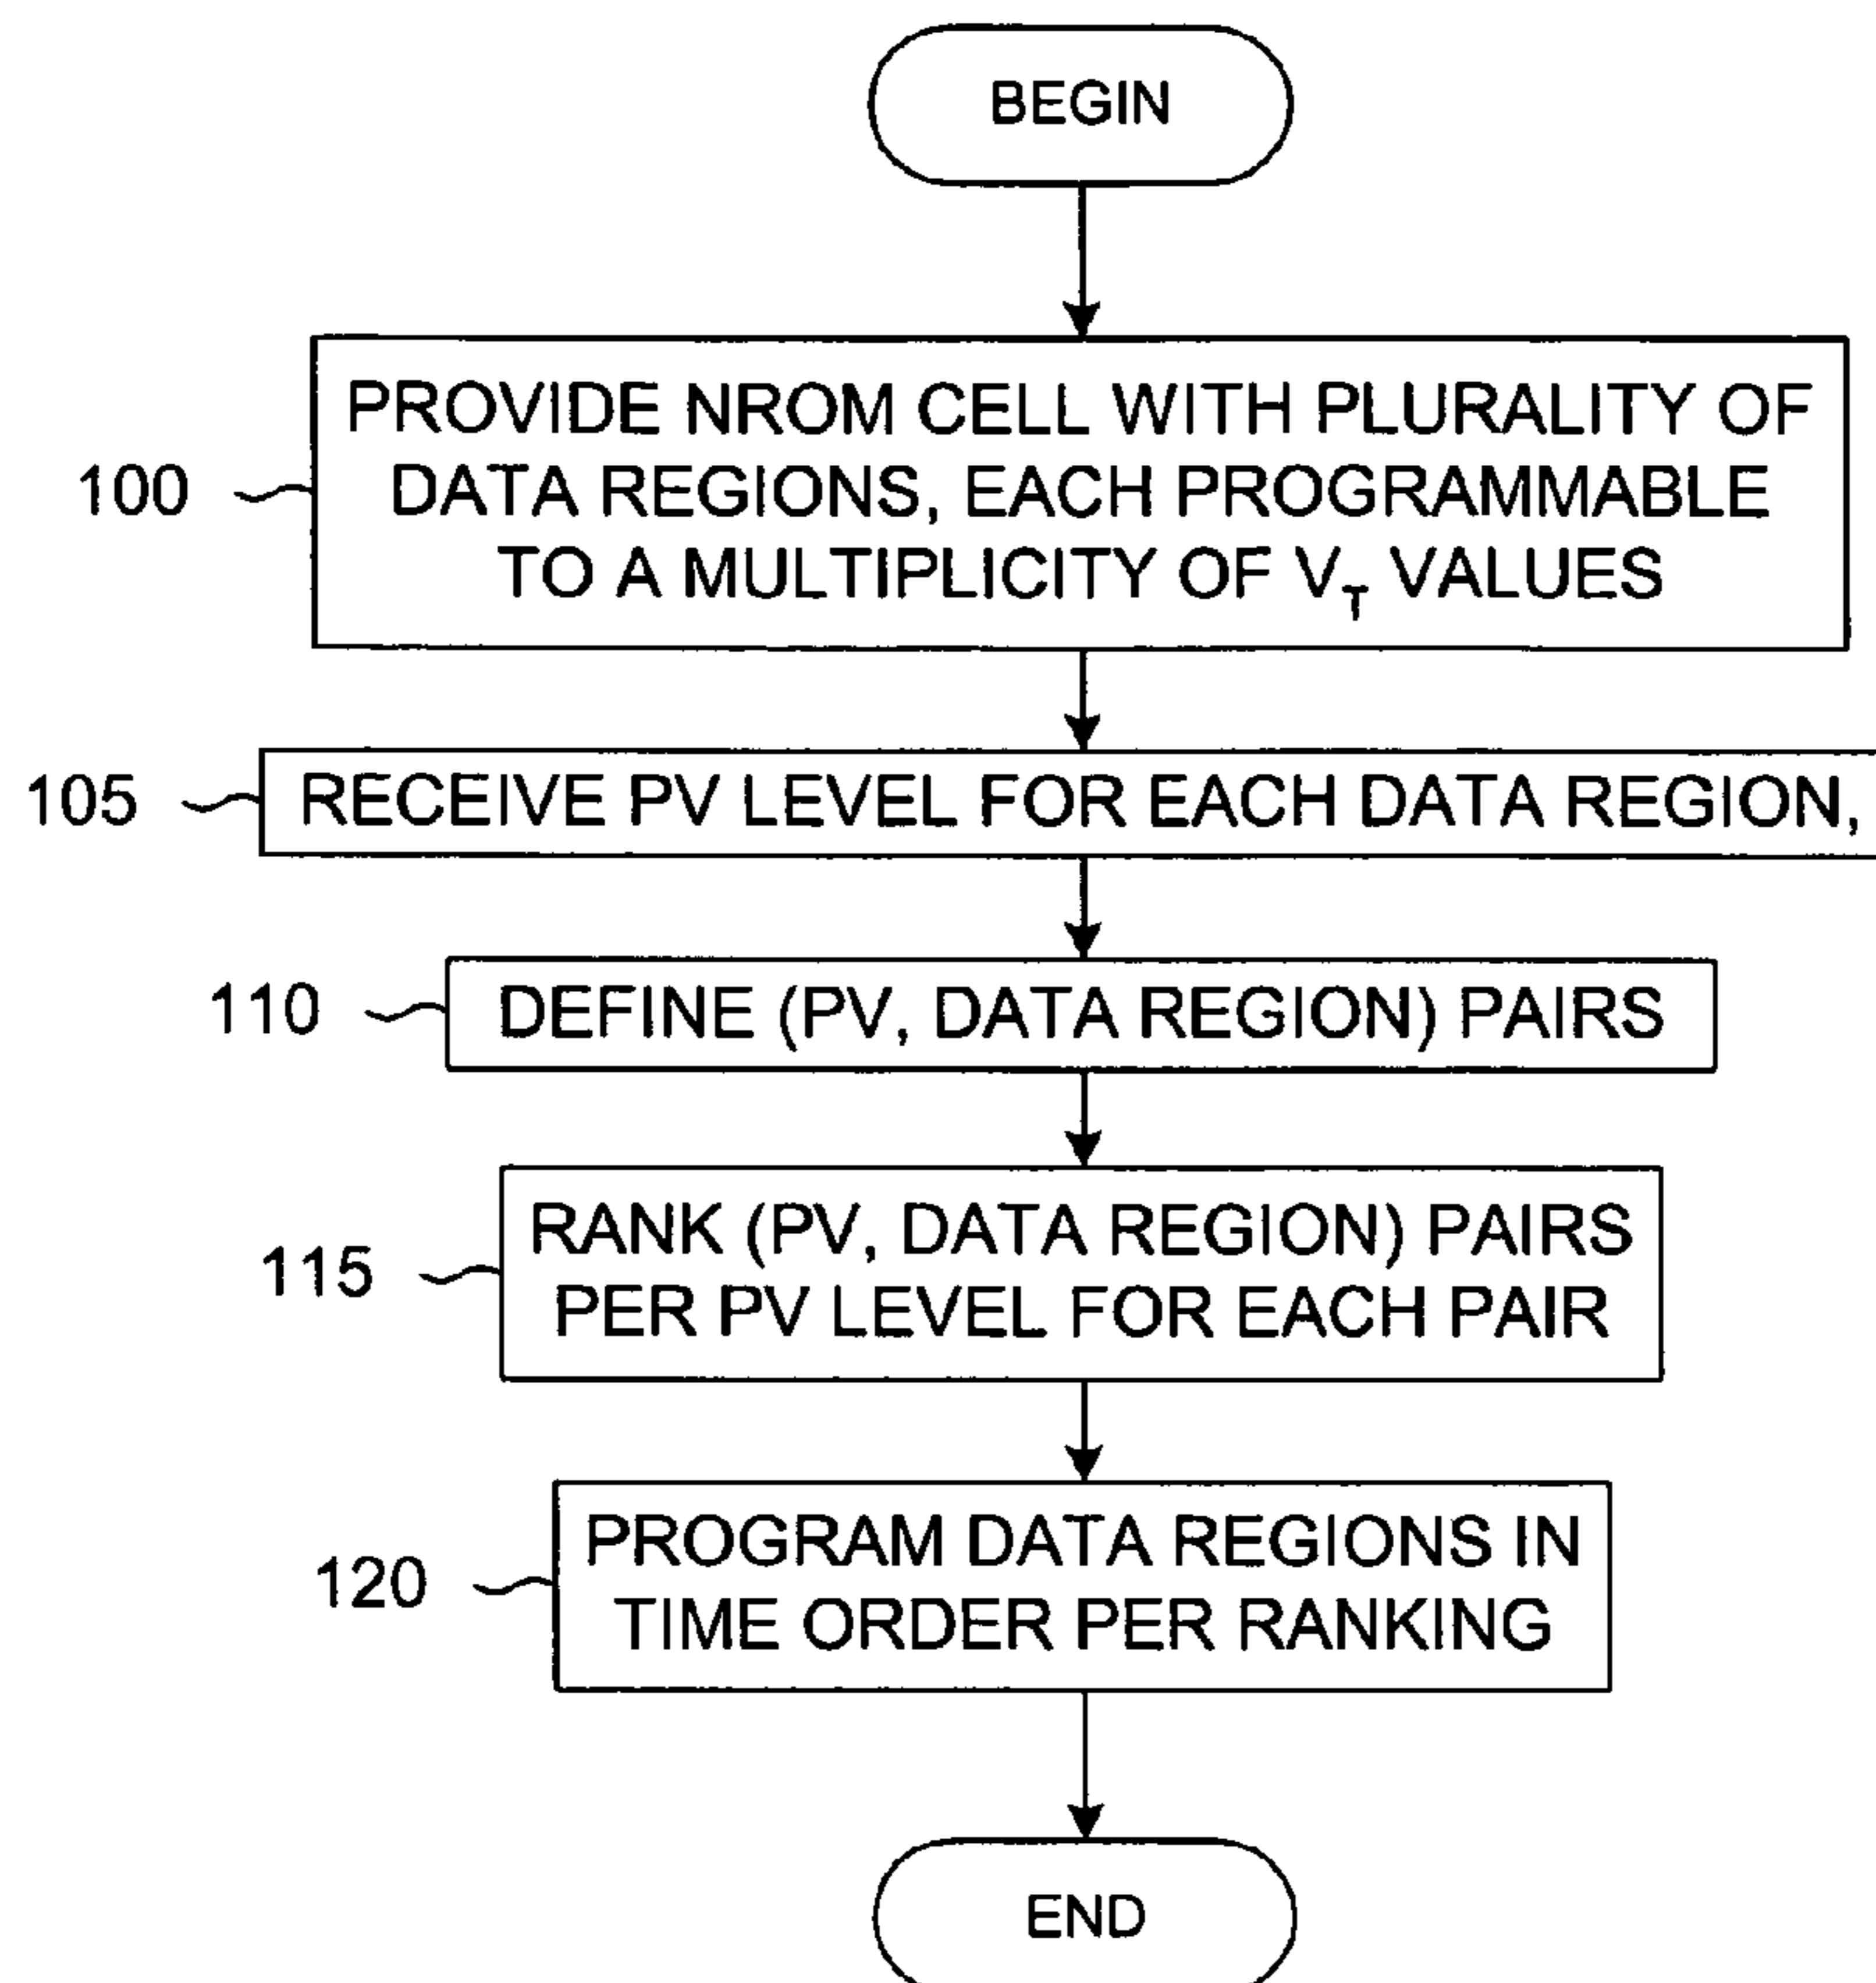 BEGIN
100
PROVIDE NROM CELL WITH PLURALITY OF
DATA REGIONS, EACH PROGRAMMABLE
TO A MULTIPLICITY OF V_T VALUES
105
RECEIVE PV LEVEL FOR EACH DATA REGION,
110
DEFINE (PV, DATA REGION) PAIRS
115
RANK (PV, DATA REGION) PAIRS
PER PV LEVEL FOR EACH PAIR
120
PROGRAM DATA REGIONS IN
TIME ORDER PER RANKING
END